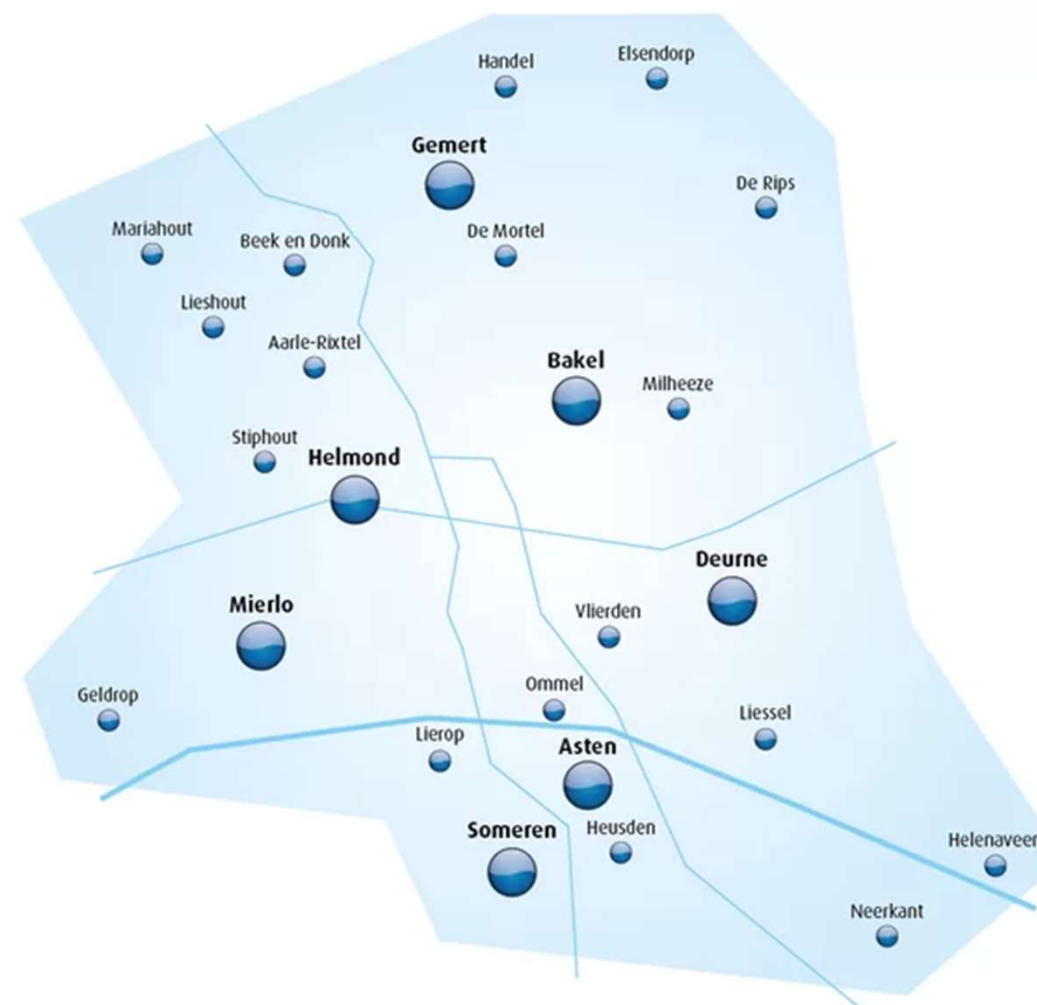 Elsendorp
Handel
Gemert
De Rips
Mariahout
De Mortel
Beek en Donk
Lieshout
Aarle-Rixtel
Bakel
Milheeze
Stiphout
Helmond
Deurne
Mierlo
Vlierden
Ommel
Geldrop
Liessel
Lierop
Asten
Heusden
Someren
Helenaveen
Neerkant